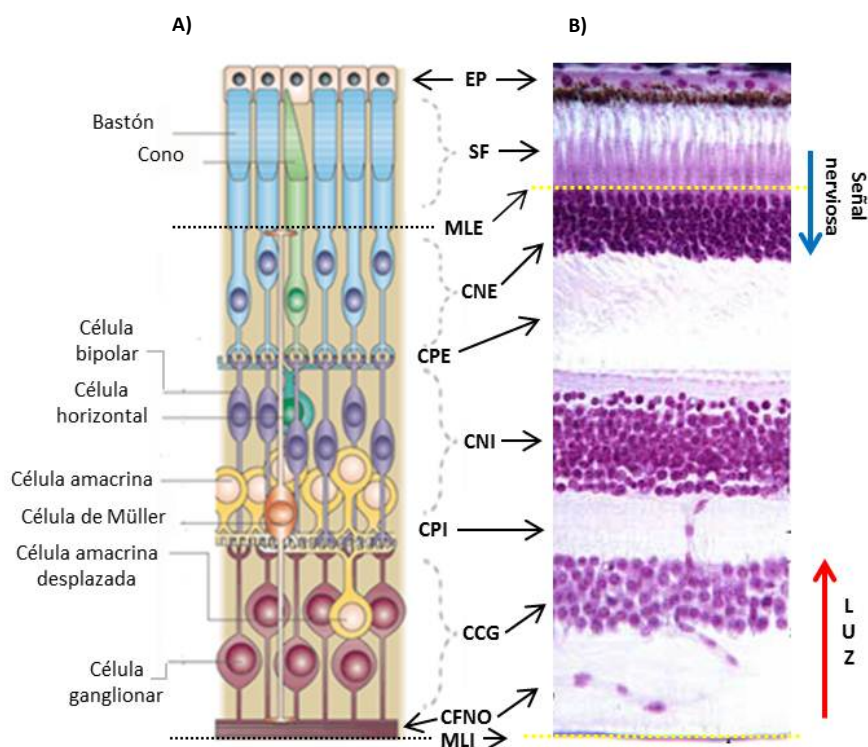 A)
B)
Bastón
Cono
Célula
bipolar
Célula
horizontal
Célula amacrina
Célula de Müller
Célula amacrina
desplazada
Célula
ganglionar
EP
SF
MLE
CNE
CPE
CNI
CPI
CCG
CFNO
MLI
Señal
nerviosa
L
U
Z